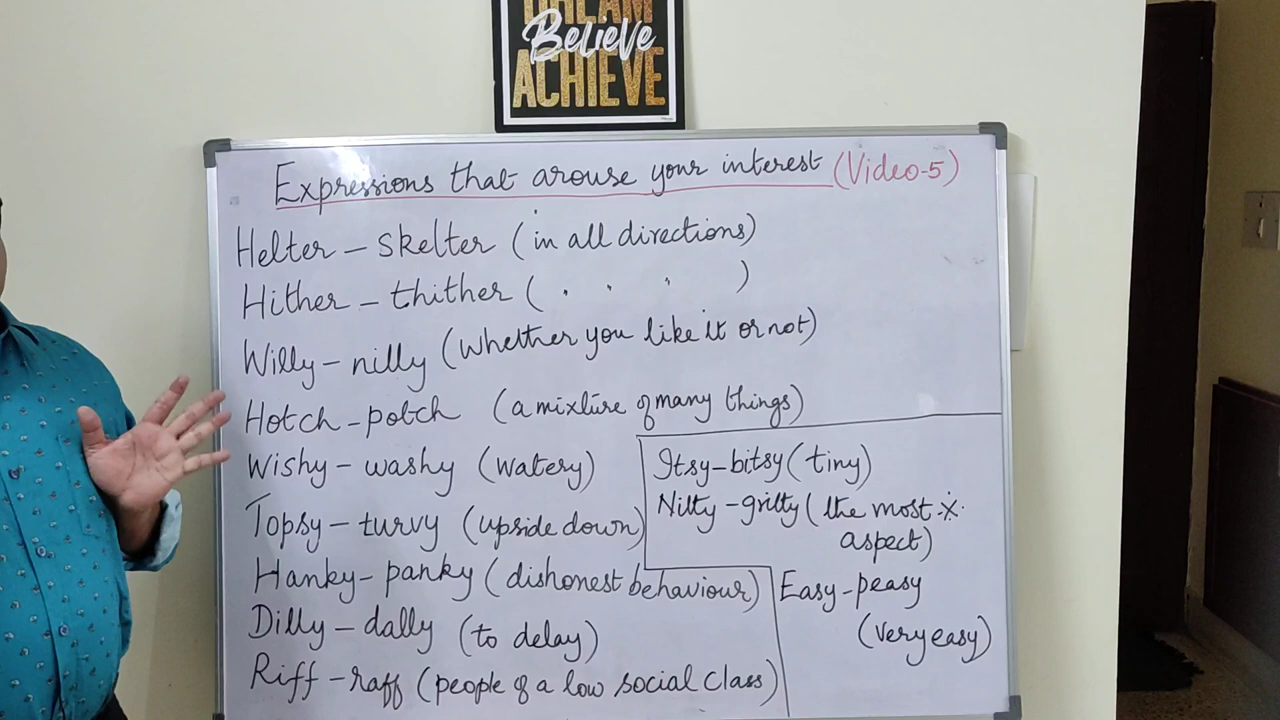 DREAM
Believe
ACHIEVE
Expressions that arouse your interest (Video-5)
Helter - skelter (in all directions)
Hither - thither ( . . . )
Willy - nilly (whether you like it or not)
Hotch - potch (a mixture of many things)
Wishy - washy (watery)
Topsy - turvy (upside down)
Hanky - panky (dishonest behaviour)
Dilly - dally (to delay)
Riff - raff (people of a low social class)
Itsy-bitsy (tiny)
Nitty-gritty (the most ※
aspect)
Easy-peasy
(very easy)